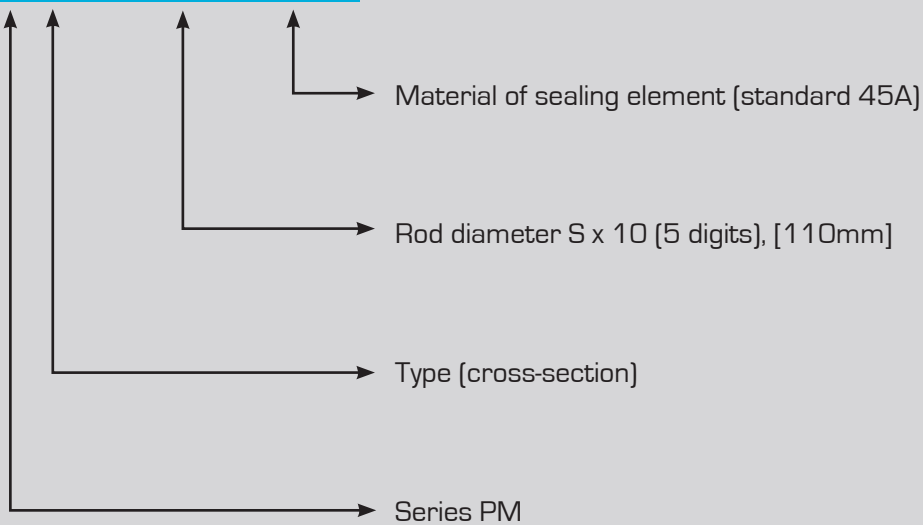 Material of sealing element (standard 45A)
Rod diameter S x 10 (5 digits), [110mm]
Type (cross-section)
Series PM